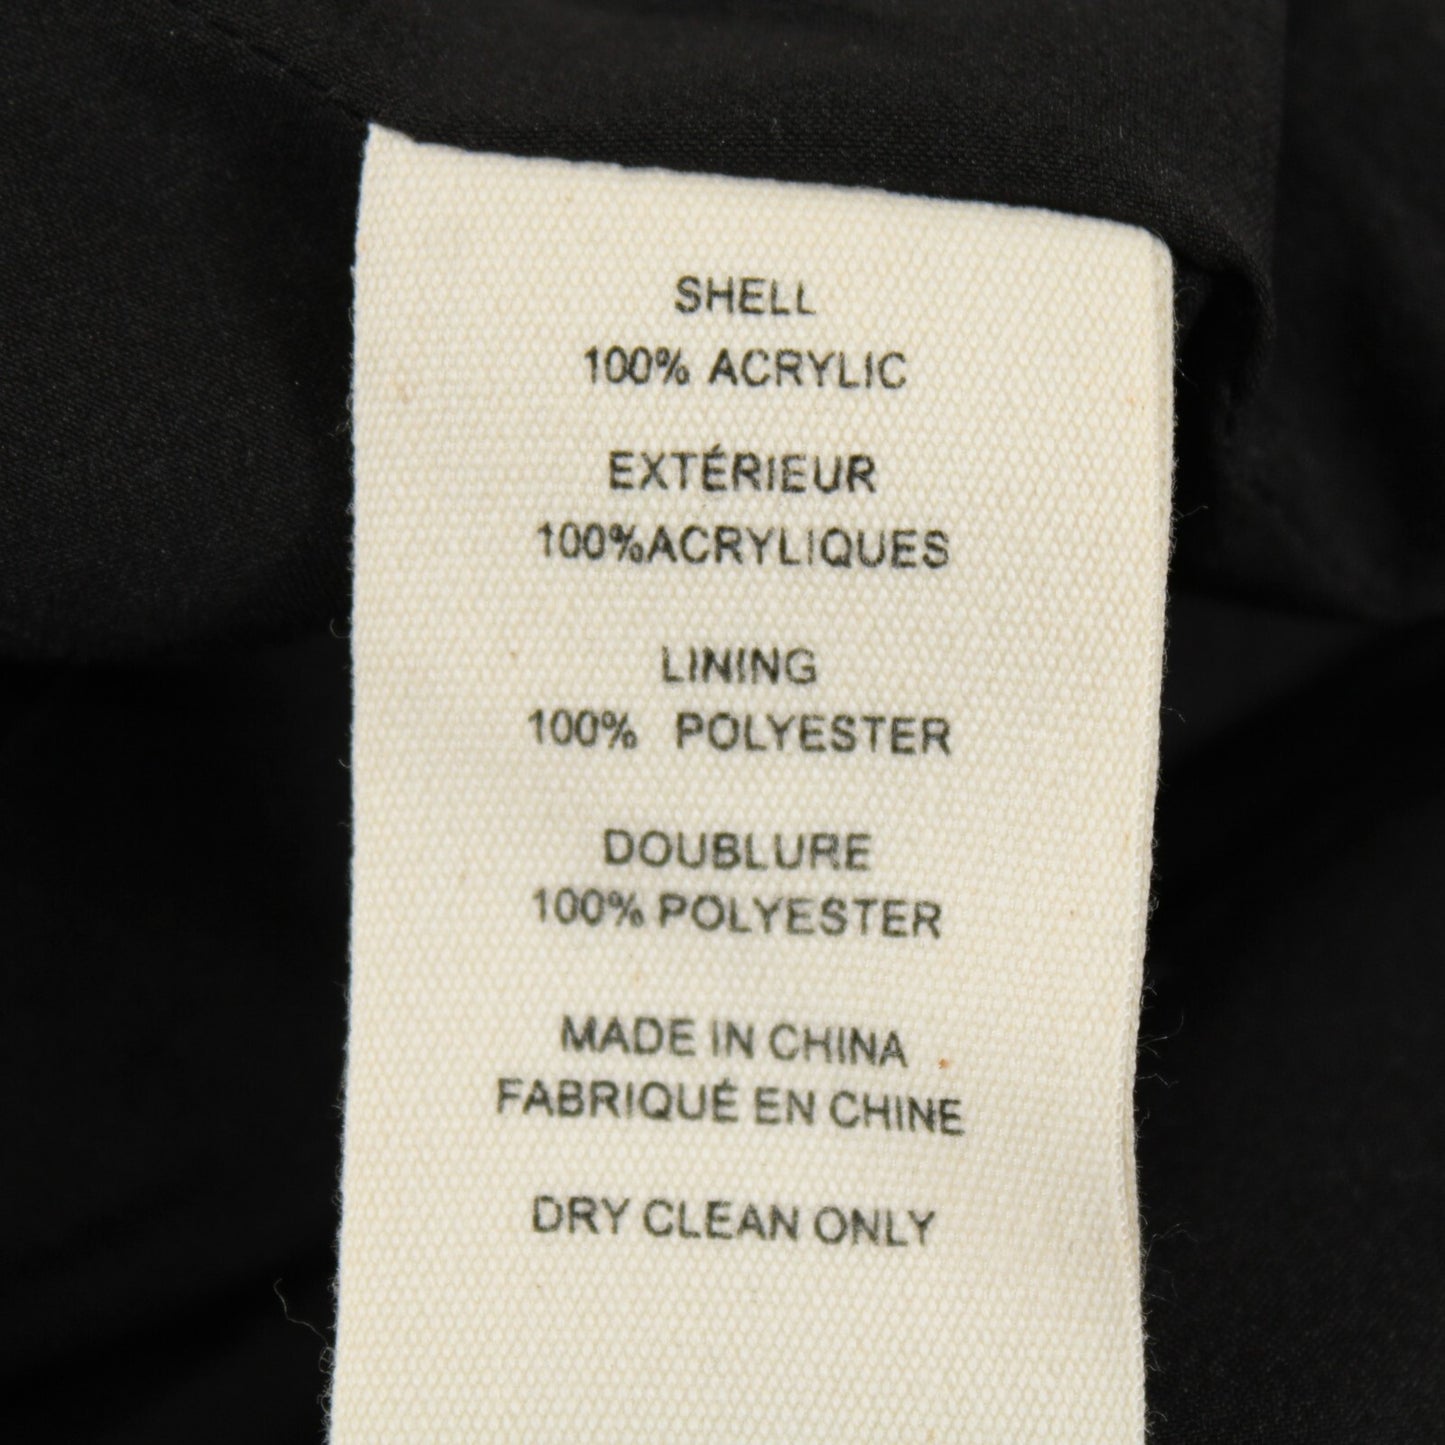 SHELL
100% ACRYLIC
EXTÉRIEUR
100%ACRYLIQUES
LINING
100% POLYESTER
DOUBLURE
100% POLYESTER
MADE IN CHINA
FABRIQUÉ EN CHINE
DRY CLEAN ONLY